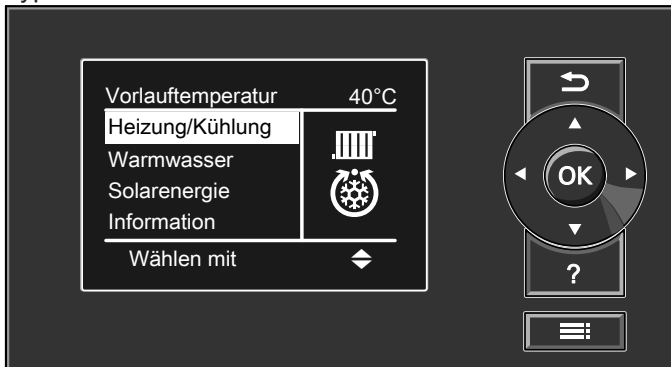 Vorlauftemperatur 40°C
Heizung/Kühlung
Warmwasser
Solarenergie
Information
Wählen mit
OK
?